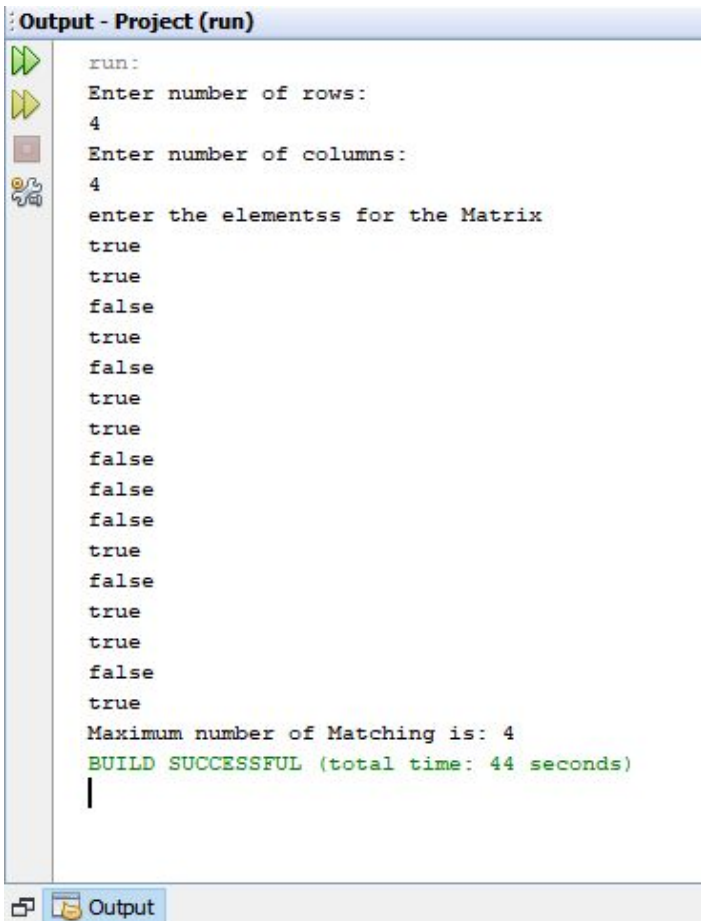 Output - Project (run)
run:
Enter number of rows:
4
Enter number of columns:
4
enter the elementss for the Matrix
true
true
false
true
false
true
true
false
false
false
true
false
true
true
false
true
Maximum number of Matching is: 4
BUILD SUCCESSFUL (total time: 44 seconds)
Output